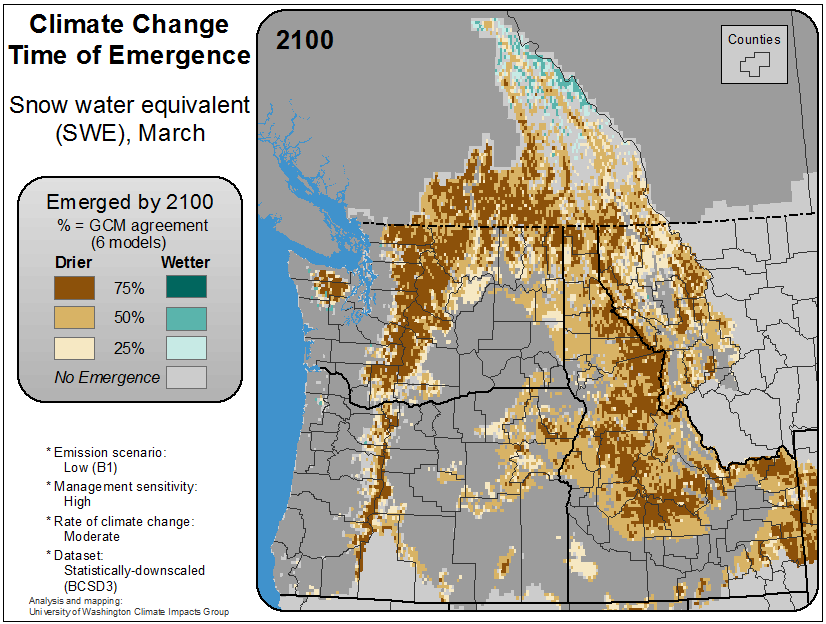 Climate Change
Time of Emergence
Snow water equivalent
(SWE), March
Emerged by 2100
% = GCM agreement
(6 models)
Drier Wetter
75%
50%
25%
No Emergence
* Emission scenario:
Low (B1)
* Management sensitivity:
High
* Rate of climate change:
Moderate
* Dataset:
Statistically-downscaled
(BCSD3)
Analysis and mapping:
University of Washington Climate Impacts Group
2100
Counties